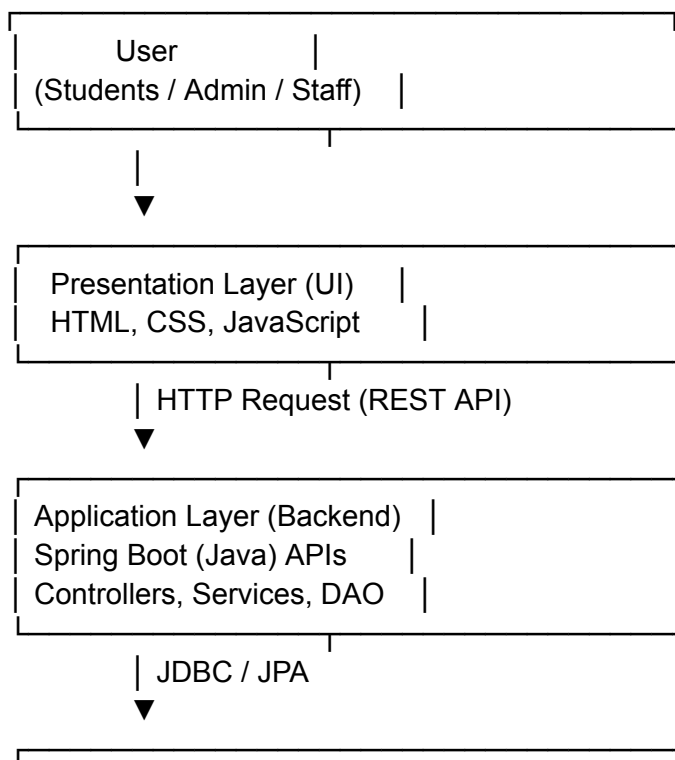 User
(Students / Admin / Staff)
Presentation Layer (UI)
HTML, CSS, JavaScript
HTTP Request (REST API)
Application Layer (Backend)
Spring Boot (Java) APIs
Controllers, Services, DAO
JDBC / JPA